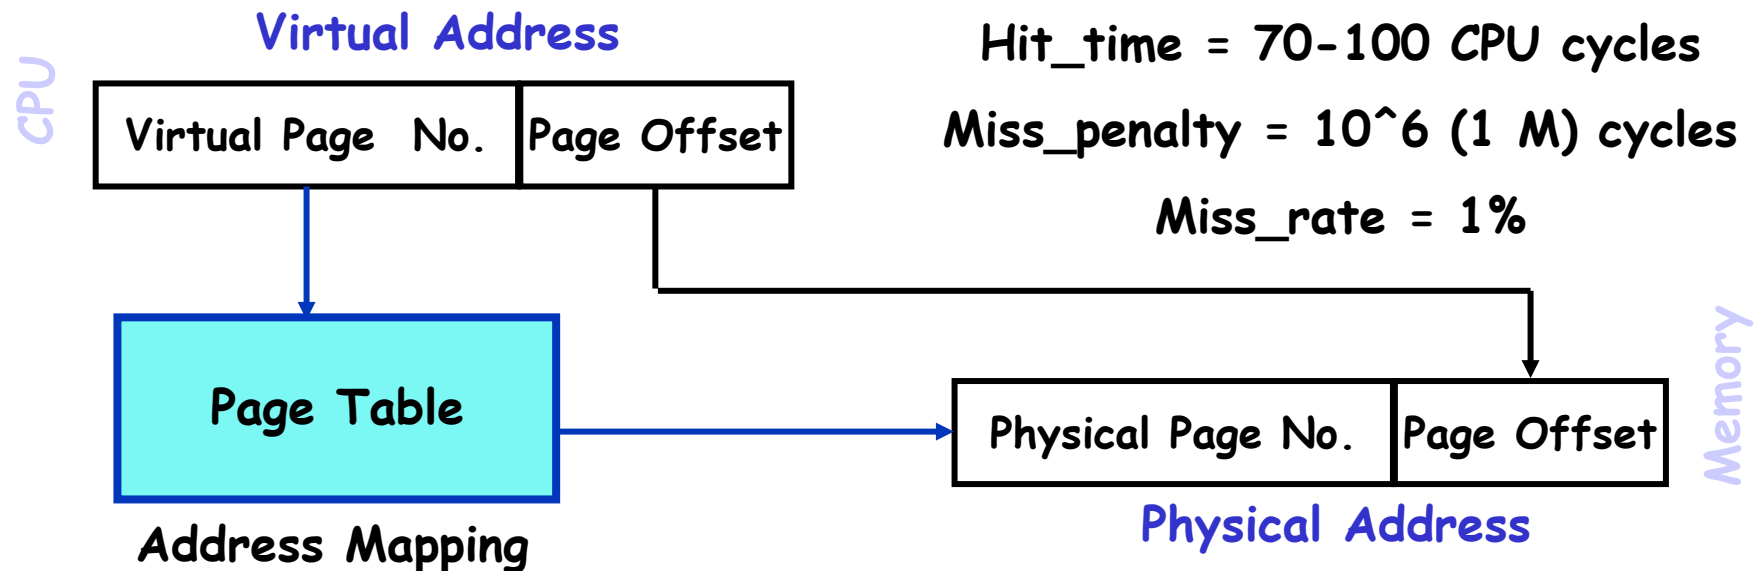 Virtual Address
CPU
Virtual Page No. Page Offset
Hit_time = 70-100 CPU cycles
Miss_penalty = 10^6 (1 M) cycles
Miss_rate = 1%
Page Table
Address Mapping
Physical Page No. Page Offset
Physical Address
Memory